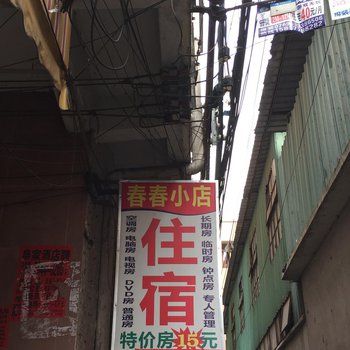 春春小店
住宿
空调房 电脑房 电视房 DVD房 普通房
长期房 临时房 钟点房 专人管理
特价房15元